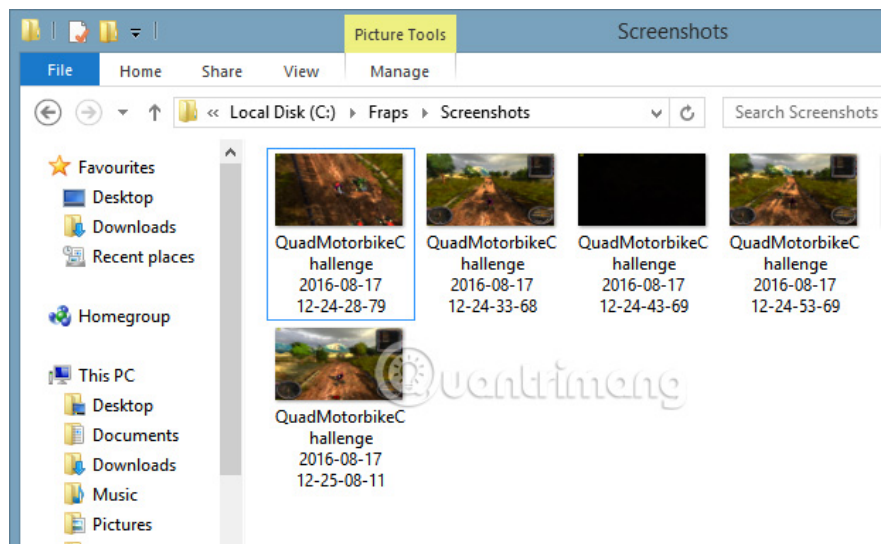 Picture Tools
Screenshots
File
Home
Share
View
Manage
« Local Disk (C:) ▸ Fraps ▸ Screenshots
Search Screenshots
Favourites
Desktop
Downloads
Recent places
Homegroup
This PC
Desktop
Documents
Downloads
Music
Pictures
QuadMotorbikeC
hallenge
2016-08-17
12-24-28-79
QuadMotorbikeC
hallenge
2016-08-17
12-24-33-68
QuadMotorbikeC
hallenge
2016-08-17
12-24-43-69
QuadMotorbikeC
hallenge
2016-08-17
12-24-53-69
QuadMotorbikeC
hallenge
2016-08-17
12-25-08-11
Quantrimang